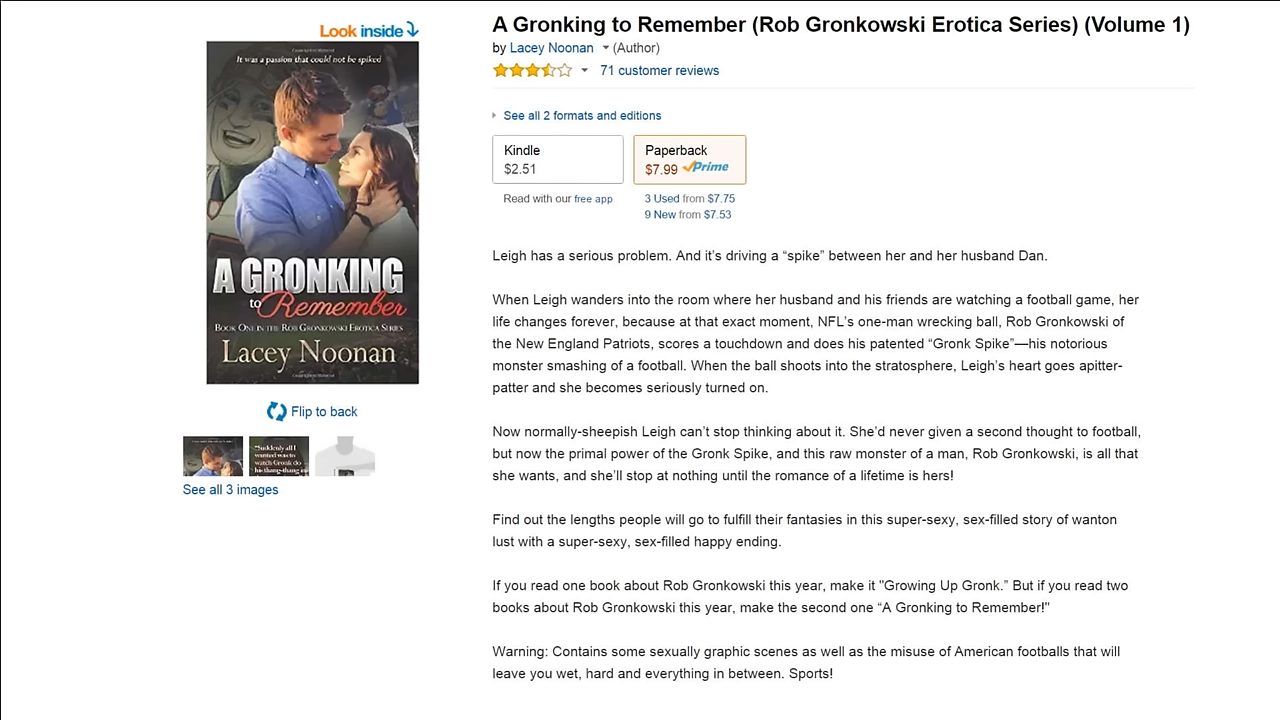 A Gronking to Remember (Rob Gronkowski Erotica Series) (Volume 1)
by Lacey Noonan (Author)
71 customer reviews
See all 2 formats and editions
Kindle
$2.51
Paperback
$7.99 Prime
Read with our free app
3 Used from $7.75
9 New from $7.53
Look inside
It was a passion that could not be spiked
A GRONKING
to Remember
BOOK ONE IN THE ROB GRONKOWSKI EROTICA SERIES
Lacey Noonan
Flip to back
"Suddenly all I
wanted was to
watch Gronk do
his thang-thang in
See all 3 images
Leigh has a serious problem. And it’s driving a “spike” between her and her husband Dan.
When Leigh wanders into the room where her husband and his friends are watching a football game, her
life changes forever, because at that exact moment, NFL’s one-man wrecking ball, Rob Gronkowski of
the New England Patriots, scores a touchdown and does his patented “Gronk Spike”—his notorious
monster smashing of a football. When the ball shoots into the stratosphere, Leigh’s heart goes apitter-
patter and she becomes seriously turned on.
Now normally-sheepish Leigh can’t stop thinking about it. She’d never given a second thought to football,
but now the primal power of the Gronk Spike, and this raw monster of a man, Rob Gronkowski, is all that
she wants, and she’ll stop at nothing until the romance of a lifetime is hers!
Find out the lengths people will go to fulfill their fantasies in this super-sexy, sex-filled story of wanton
lust with a super-sexy, sex-filled happy ending.
If you read one book about Rob Gronkowski this year, make it "Growing Up Gronk.” But if you read two
books about Rob Gronkowski this year, make the second one “A Gronking to Remember!"
Warning: Contains some sexually graphic scenes as well as the misuse of American footballs that will
leave you wet, hard and everything in between. Sports!